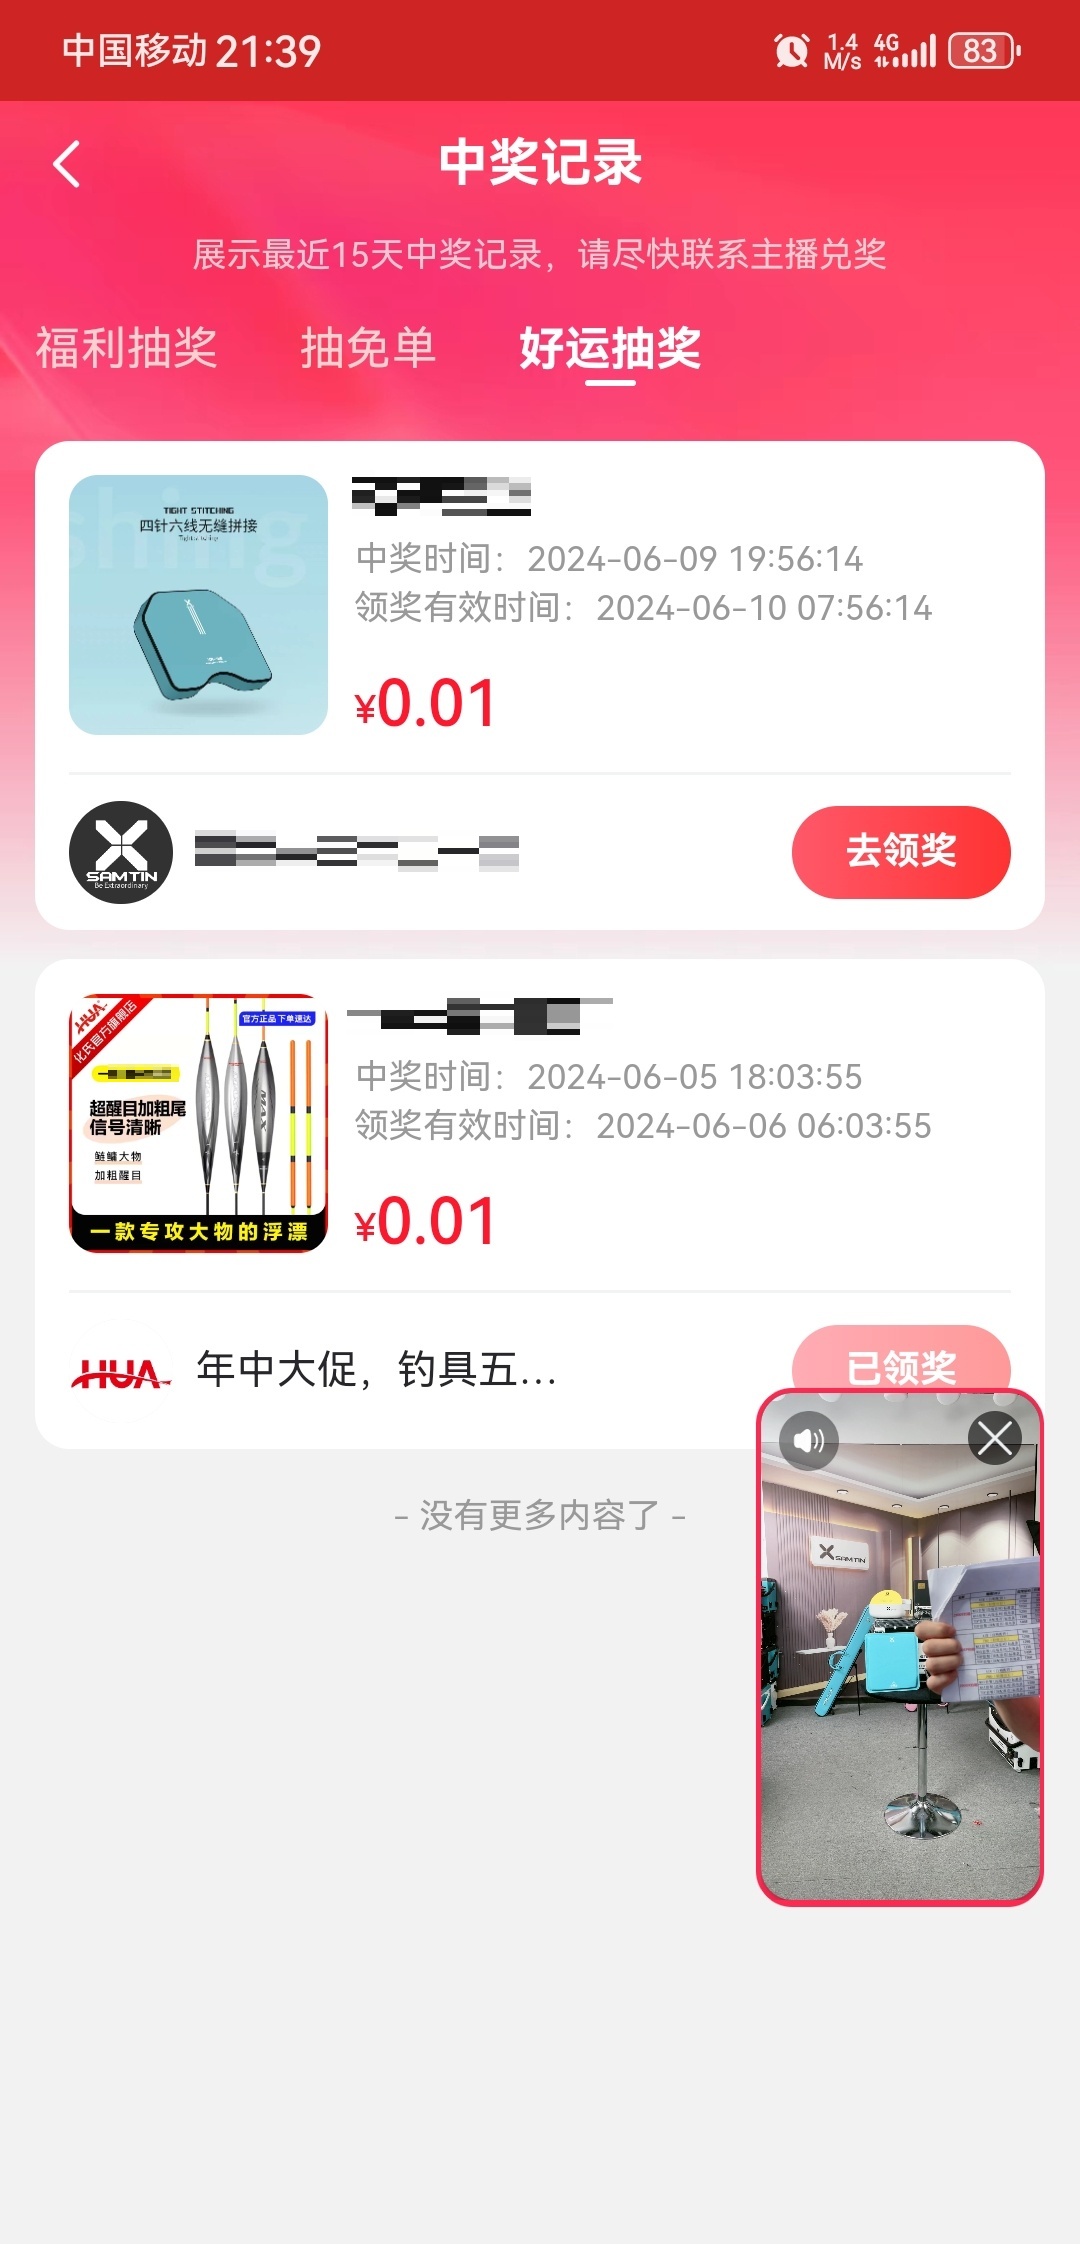 中国移动 21:39
1.4 M/s 4G 83
中奖记录
展示最近15天中奖记录，请尽快联系主播兑奖
福利抽奖 抽免单 好运抽奖
TIGHT STITCHING
四针六线无缝拼接
中奖时间：2024-06-09 19:56:14
领奖有效时间：2024-06-10 07:56:14
¥0.01
SAMTIN
Be Extraordinary
去领奖
HUA
化氏官方旗舰店
官方正品 下单速达
超醒目加粗尾
信号清晰
鲢鳙大物
加粗醒目
MAX
一款专攻大物的浮漂
中奖时间：2024-06-05 18:03:55
领奖有效时间：2024-06-06 06:03:55
¥0.01
HUA
年中大促，钓具五...
已领奖
SAMTIN
- 没有更多内容了 -